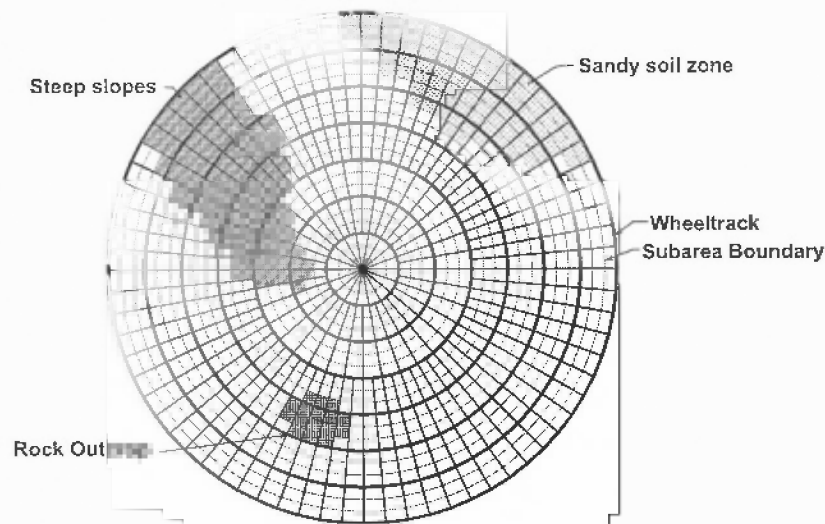 Steep slopes
Sandy soil zone
Wheeltrack
Subarea Boundary
Rock